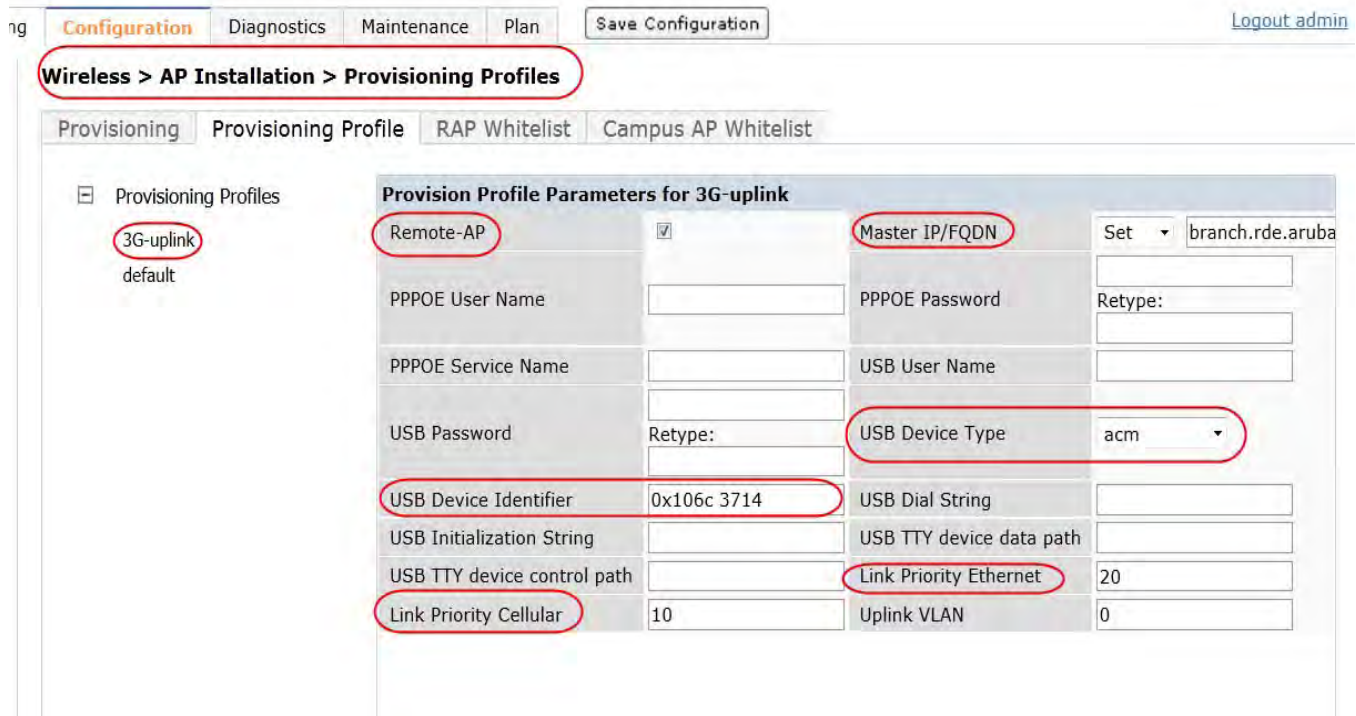 ng Configuration Diagnostics Maintenance Plan Save Configuration Logout admin
Wireless > AP Installation > Provisioning Profiles
Provisioning Provisioning Profile RAP Whitelist Campus AP Whitelist
Provisioning Profiles
3G-uplink
default
Provision Profile Parameters for 3G-uplink
Remote-AP Master IP/FQDN Set branch.rde.aruba
PPPOE User Name PPPOE Password Retype:
PPPOE Service Name USB User Name
USB Password Retype: USB Device Type acm
USB Device Identifier 0x106c 3714 USB Dial String
USB Initialization String USB TTY device data path
USB TTY device control path Link Priority Ethernet 20
Link Priority Cellular 10 Uplink VLAN 0